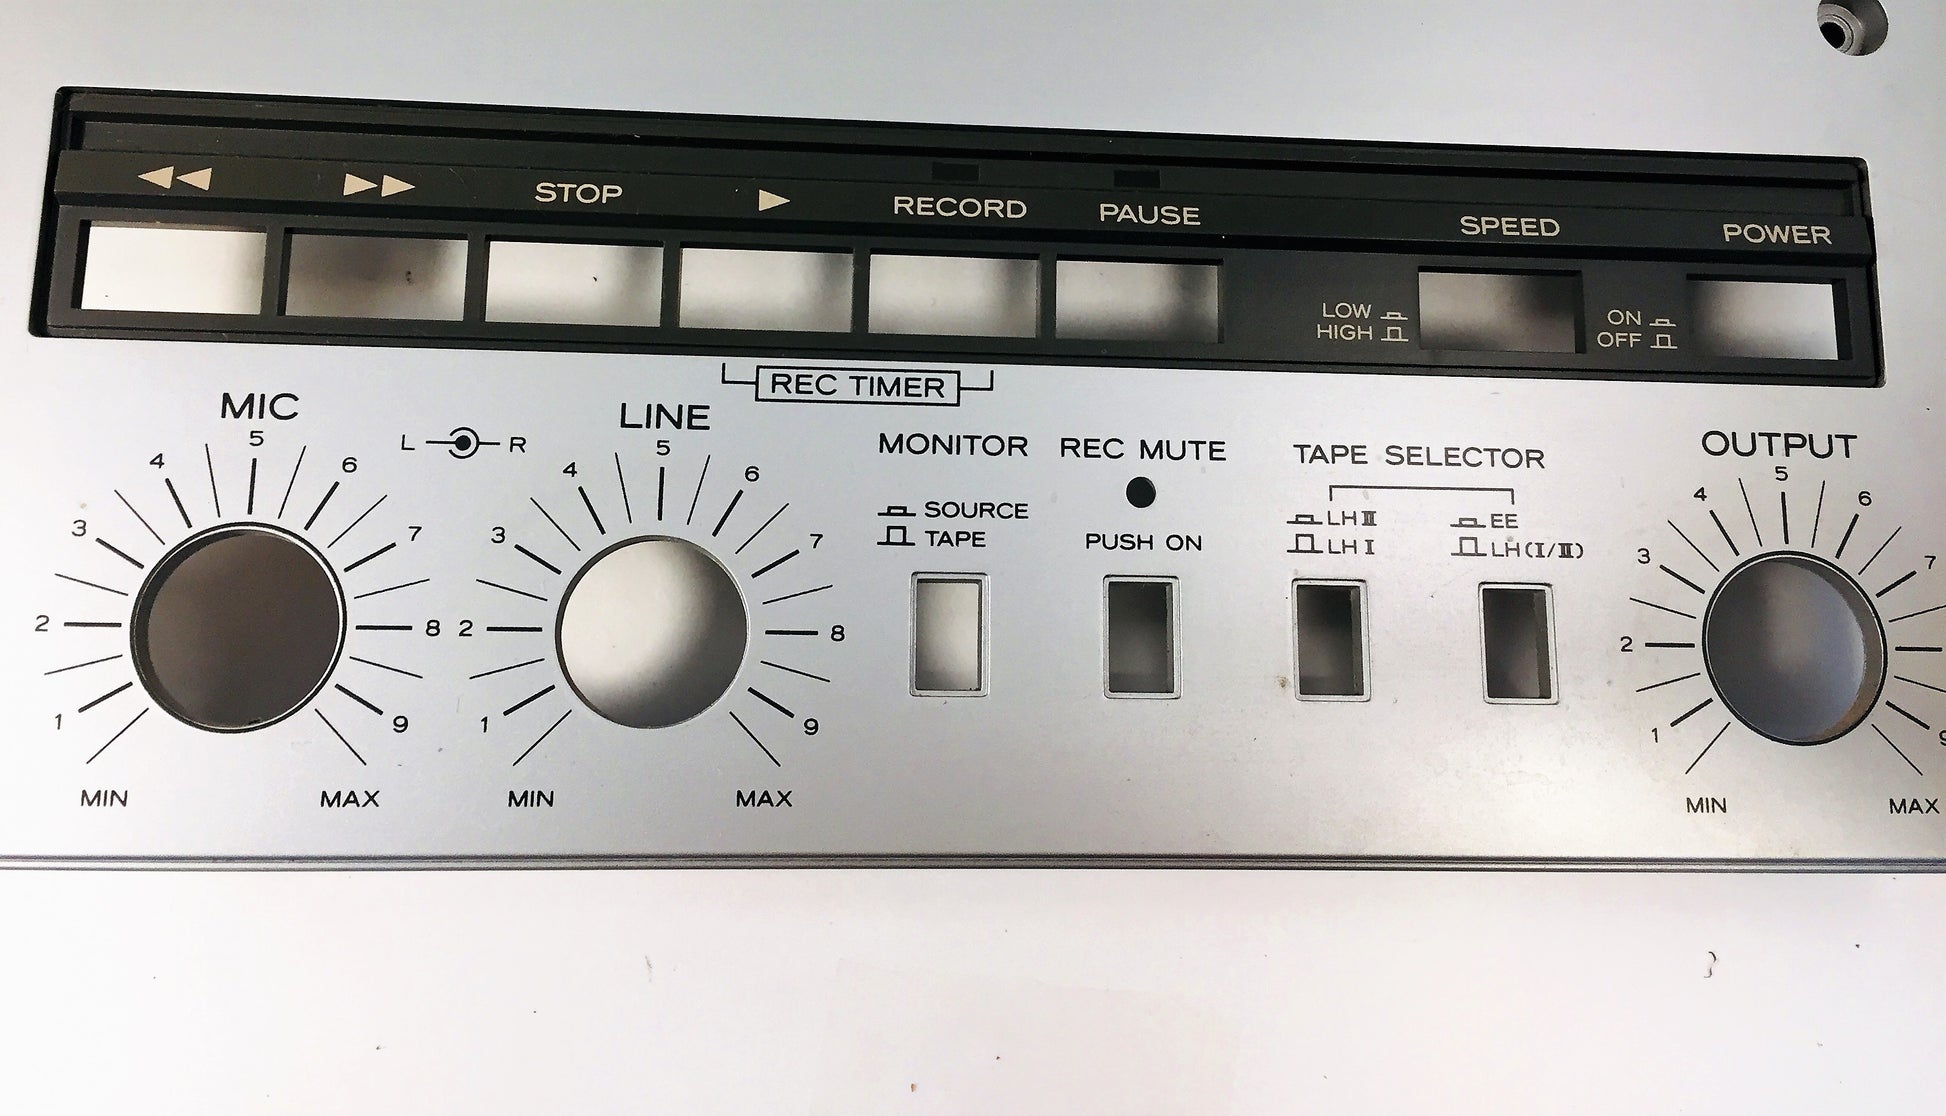 STOP
RECORD
PAUSE
SPEED
POWER
LOW
HIGH
ON
OFF
REC TIMER
MIC
L R
MIN 1 2 3 4 5 6 7 8 9 MAX
LINE
MIN 1 2 3 4 5 6 7 8 9 MAX
MONITOR
SOURCE
TAPE
REC MUTE
PUSH ON
TAPE SELECTOR
LH II
LH I
EE
LH (I/II)
OUTPUT
MIN 1 2 3 4 5 6 7 9 MAX